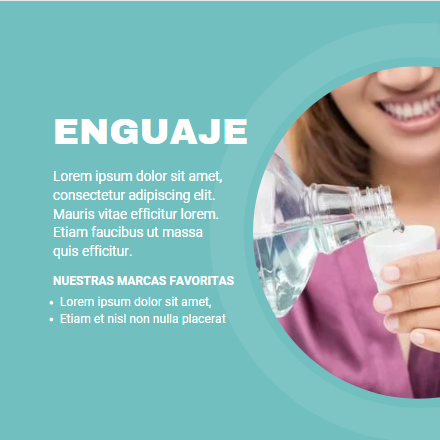 ENGUAJE
Lorem ipsum dolor sit amet,
consectetur adipiscing elit.
Mauris vitae efficitur lorem.
Etiam faucibus ut massa
quis efficitur.
NUESTRAS MARCAS FAVORITAS
• Lorem ipsum dolor sit amet,
• Etiam et nisl non nulla placerat